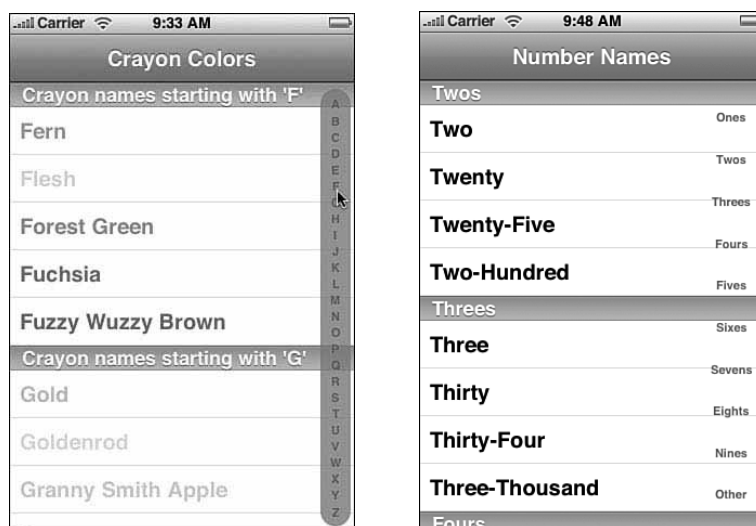 Carrier 9:33 AM
Crayon Colors
Crayon names starting with 'F'
Fern
Flesh
Forest Green
Fuchsia
Fuzzy Wuzzy Brown
Crayon names starting with 'G'
Gold
Goldenrod
Granny Smith Apple
A
B
C
D
E
F
G
H
I
J
K
L
M
N
O
P
Q
R
S
T
U
V
W
X
Y
Z
Carrier 9:48 AM
Number Names
Twos
Two
Twenty
Twenty-Five
Two-Hundred
Threes
Three
Thirty
Thirty-Four
Three-Thousand
Fours
Ones
Twos
Threes
Fours
Fives
Sixes
Sevens
Eights
Nines
Other